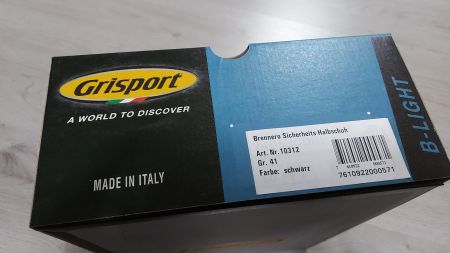 Grisport
A WORLD TO DISCOVER
MADE IN ITALY
Brennero Sicherheits Halbschuh
Art. Nr. 10312
Gr. 41
Farbe: schwarz
7610922000571
B-LIGHT